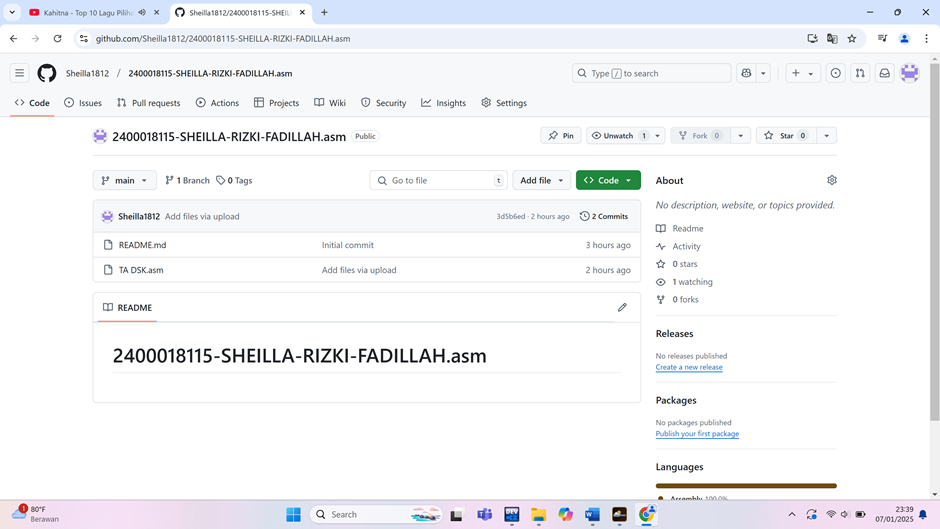 Kahitna - Top 10 Lagu Piliha
Sheilla1812/2400018115-SHEILL
github.com/Sheilla1812/2400018115-SHEILLA-RIZKI-FADILLAH.asm
Sheilla1812 / 2400018115-SHEILLA-RIZKI-FADILLAH.asm
Type / to search
Code Issues Pull requests Actions Projects Wiki Security Insights Settings
2400018115-SHEILLA-RIZKI-FADILLAH.asm Public
Pin Unwatch 1 Fork 0 Star 0
main 1 Branch 0 Tags Go to file t Add file Code
Sheilla1812 Add files via upload 3d5b6ed · 2 hours ago 2 Commits
README.md Initial commit 3 hours ago
TA DSK.asm Add files via upload 2 hours ago
README
2400018115-SHEILLA-RIZKI-FADILLAH.asm
About
No description, website, or topics provided.
Readme
Activity
0 stars
1 watching
0 forks
Releases
No releases published
Create a new release
Packages
No packages published
Publish your first package
Languages
Assembly 100.0%
1
80°F
Berawan
Search
23:39
07/01/2025